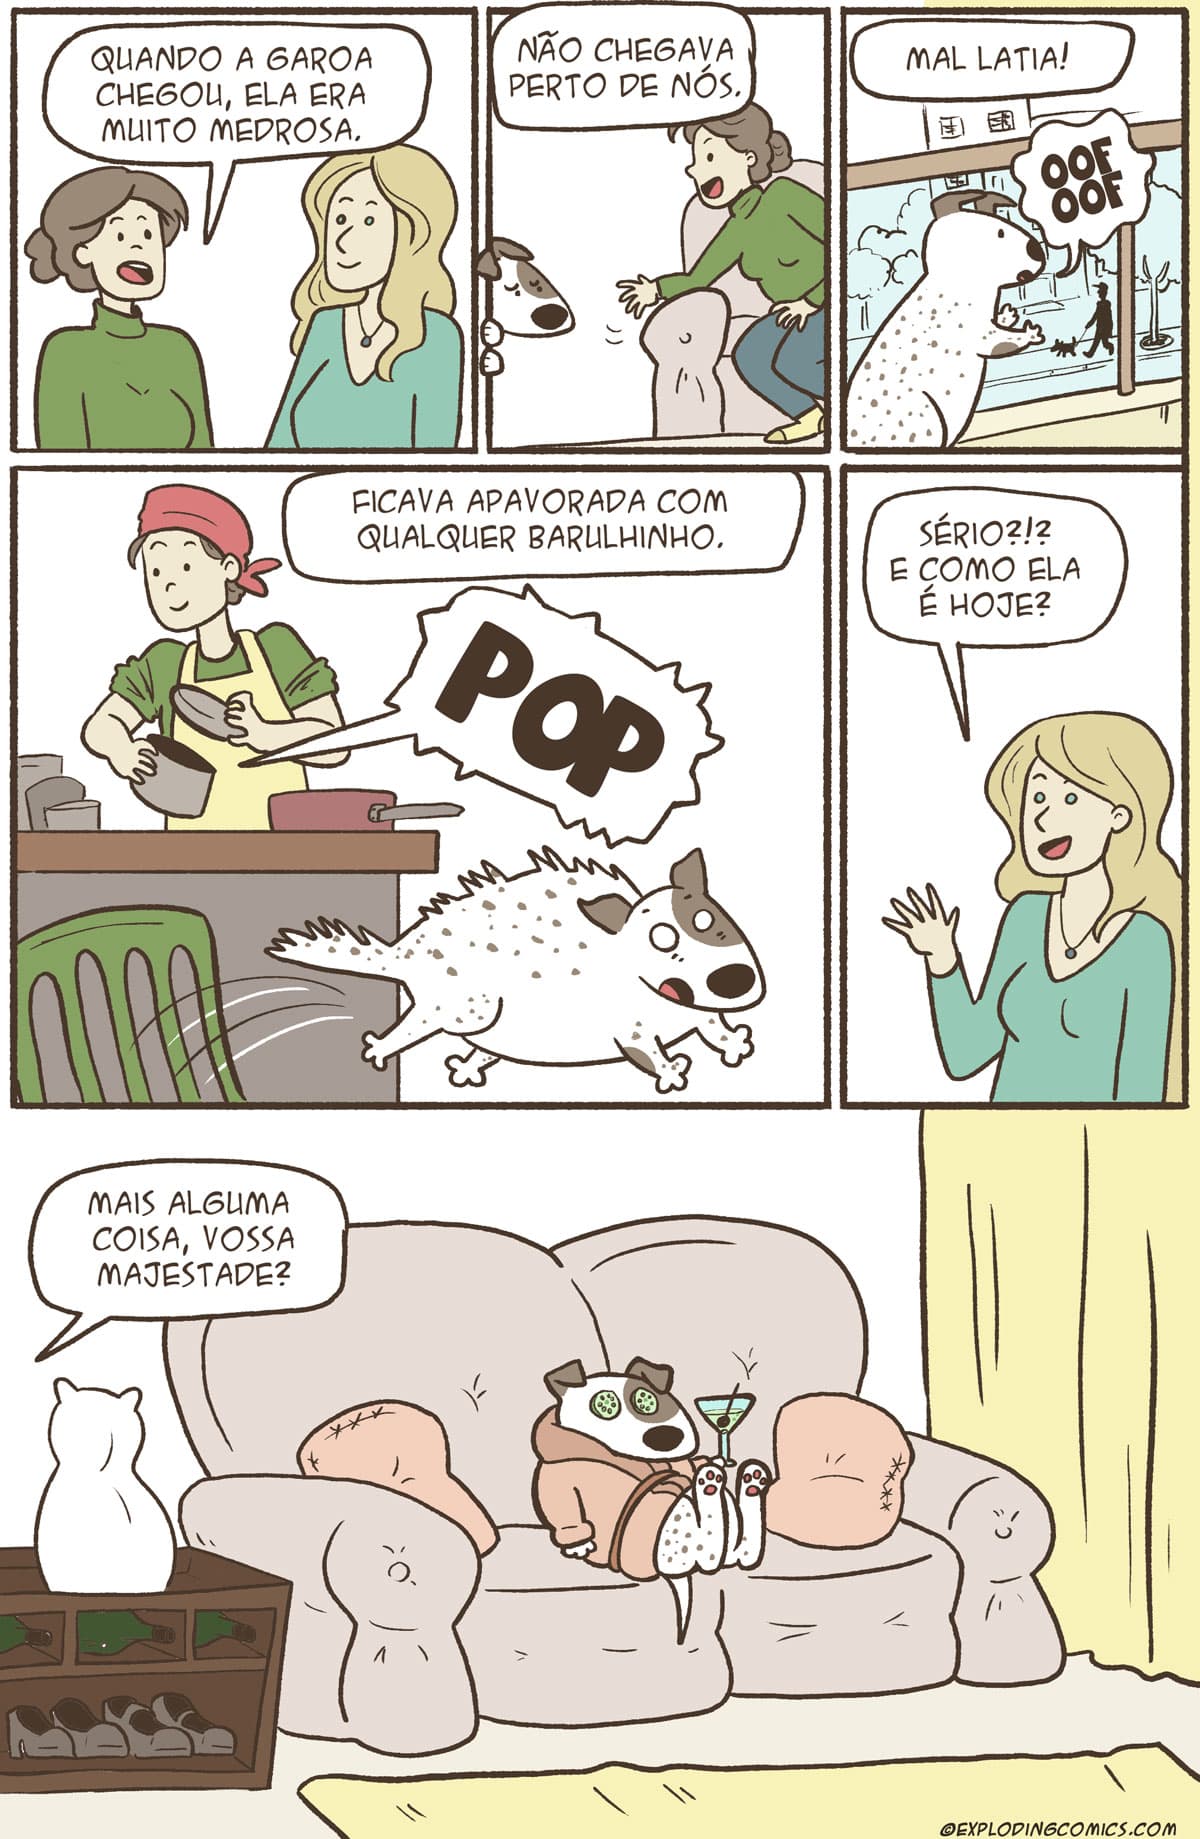 QUANDO A GAROA
CHEGOU, ELA ERA
MUITO MEDROSA.
NÃO CHEGAVA
PERTO DE NÓS.
MAL LATIA!
OOF
OOF
FICAVA APAVORADA COM
QUALQUER BARULHINHO.
POP
SÉRIO?!?
E COMO ELA
É HOJE?
MAIS ALGUMA
COISA, VOSSA
MAJESTADE?
©EXPLODINGCOMICS.COM